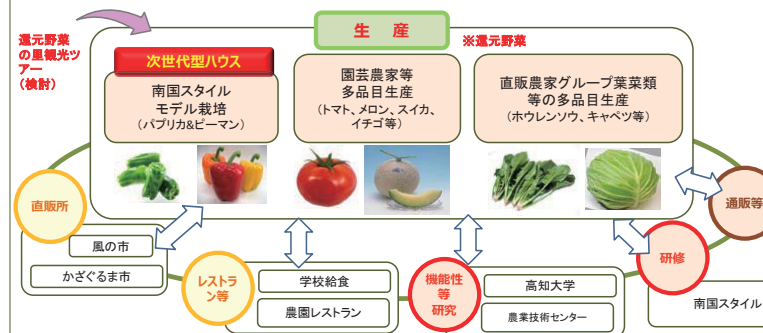 還元野菜
の里観光ツ
アー
(検討)
生 産
※還元野菜
次世代型ハウス
南国スタイル
モデル栽培
(パプリカ&ピーマン)
園芸農家等
多品目生産
(トマト、メロン、スイカ、
イチゴ等)
直販農家グループ葉菜類
等の多品目生産
(ホウレンソウ、キャベツ等)
直販所
風の市
かざぐるま市
レストラ
ン等
学校給食
農園レストラン
機能性
等
研究
高知大学
農業技術センター
研修
南国スタイル
通販等